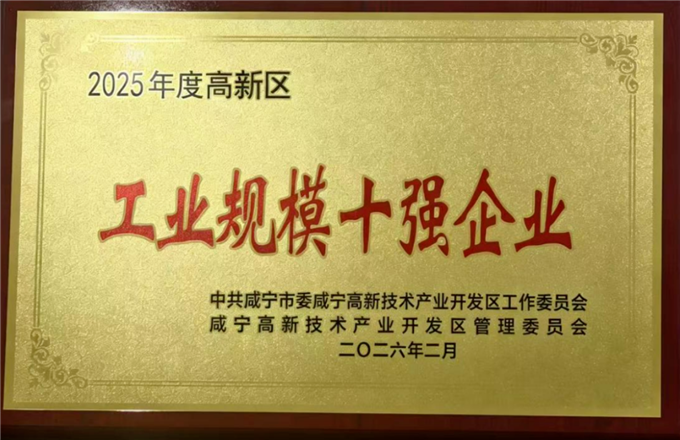 2025年度高新区
工业规模十强企业
中共咸宁市委咸宁高新技术产业开发区工作委员会
咸宁高新技术产业开发区管理委员会
二〇二六年二月